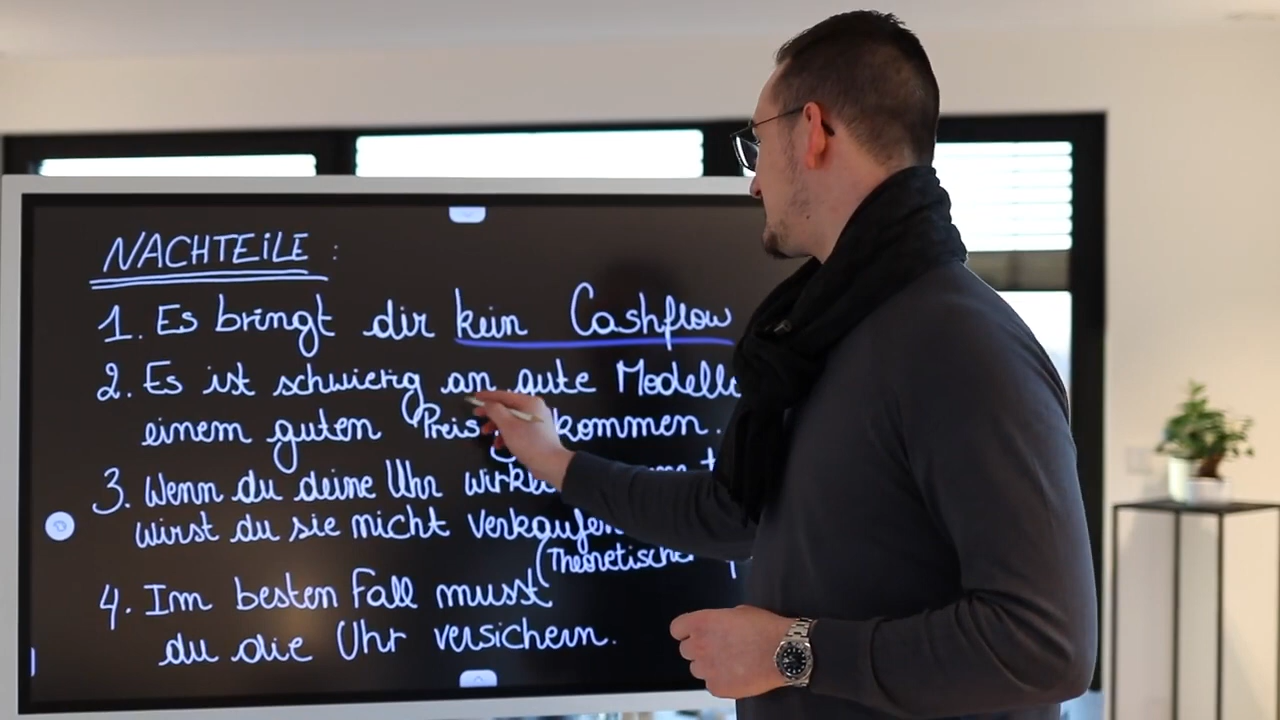 NACHTEILE :
1. Es bringt dir kein Cashflow
2. Es ist schwierig an gute Modelle
einem guten Preis kommen.
3. Wenn du deine Uhr
wirst du sie nicht verkaufen
(Theoretischer
4. Im besten Fall musst
du die Uhr versichern.